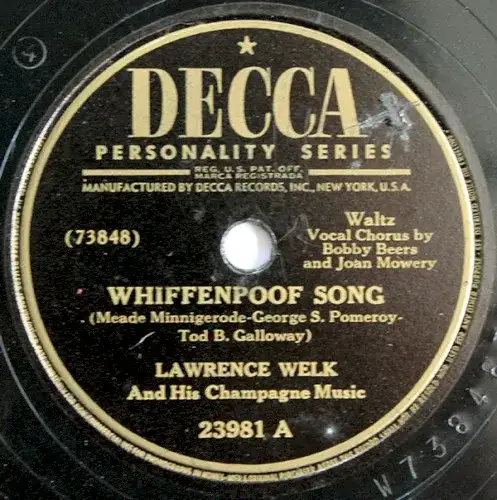 DECCA
PERSONALITY SERIES
REG. U.S. PAT. OFF.
MARCA REGISTRADA
MANUFACTURED BY DECCA RECORDS, INC., NEW YORK, U.S.A.
(73848)
Waltz
Vocal Chorus by
Bobby Beers
and Joan Mowery
WHIFFENPOOF SONG
(Meade Minnigerode-George S. Pomeroy-
Tod B. Galloway)
LAWRENCE WELK
And His Champagne Music
23981 A